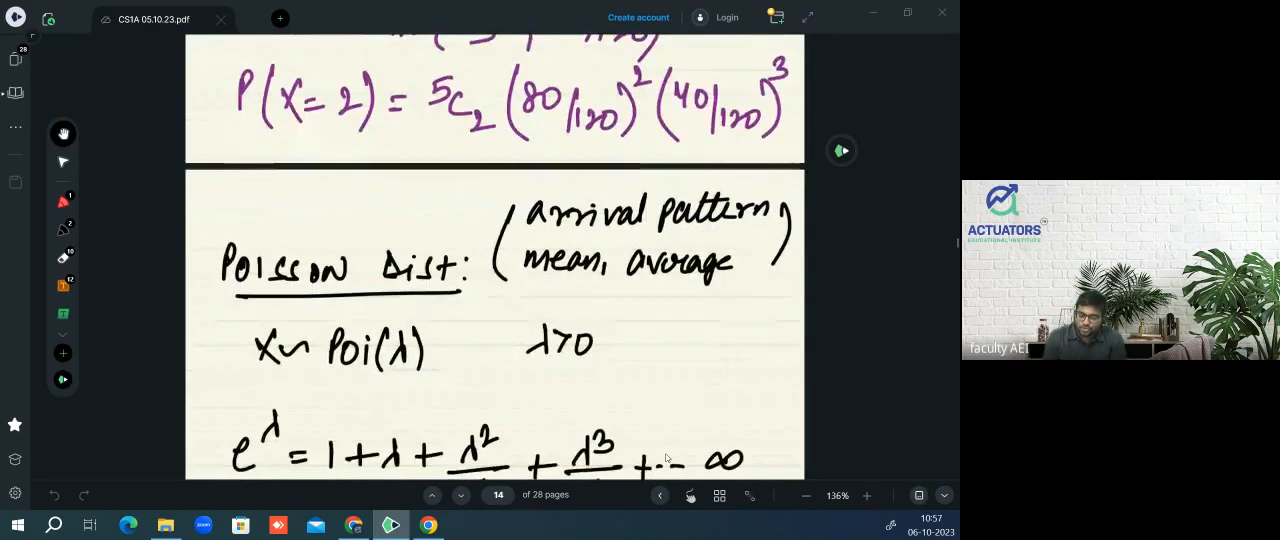 CS1A 05.10.23.pdf
Create account
Login
28
P(X=2) = 5C2 (80/120)^2 (40/120)^3
Poisson Dist: (arrival pattern
mean, average)
X~ Poi(λ) λ>0
e^λ = 1 + λ + λ^2 + λ^3 + ... ∞
ACTUATORS
EDUCATIONAL INSTITUTE
faculty AEI
14 of 28 pages
136%
zoom
10:57
06-10-2023